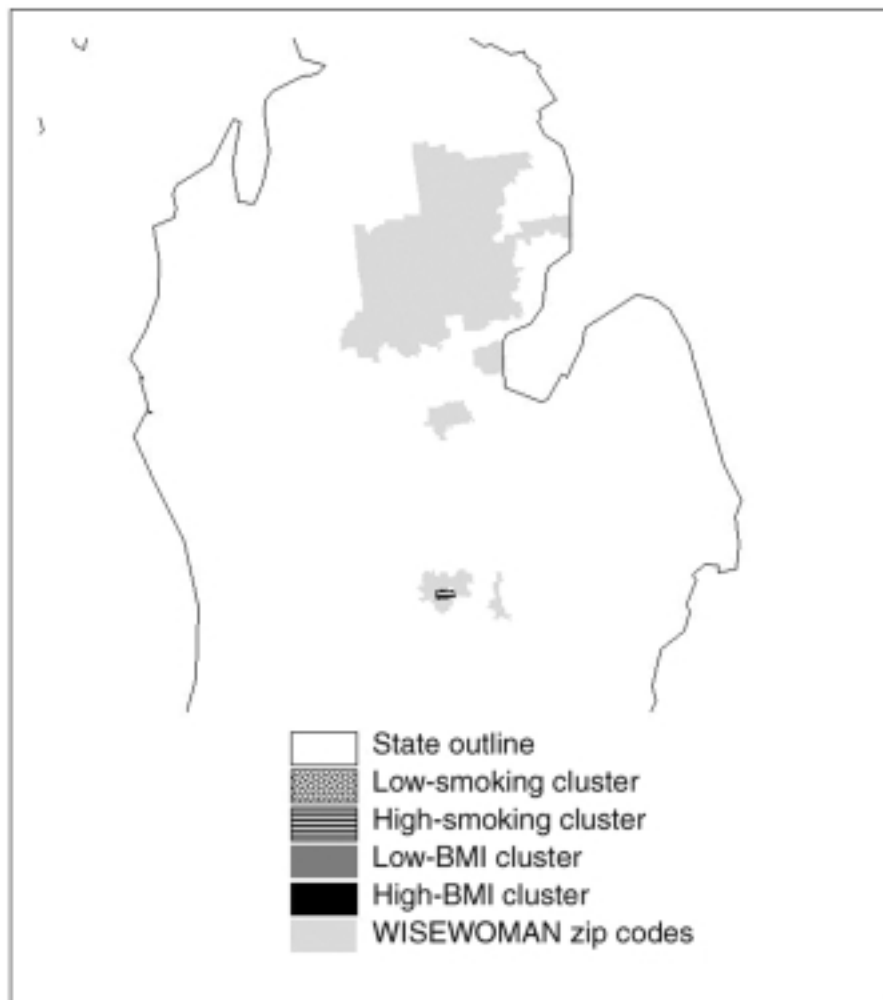 State outline
Low-smoking cluster
High-smoking cluster
Low-BMI cluster
High-BMI cluster
WISEWOMAN zip codes